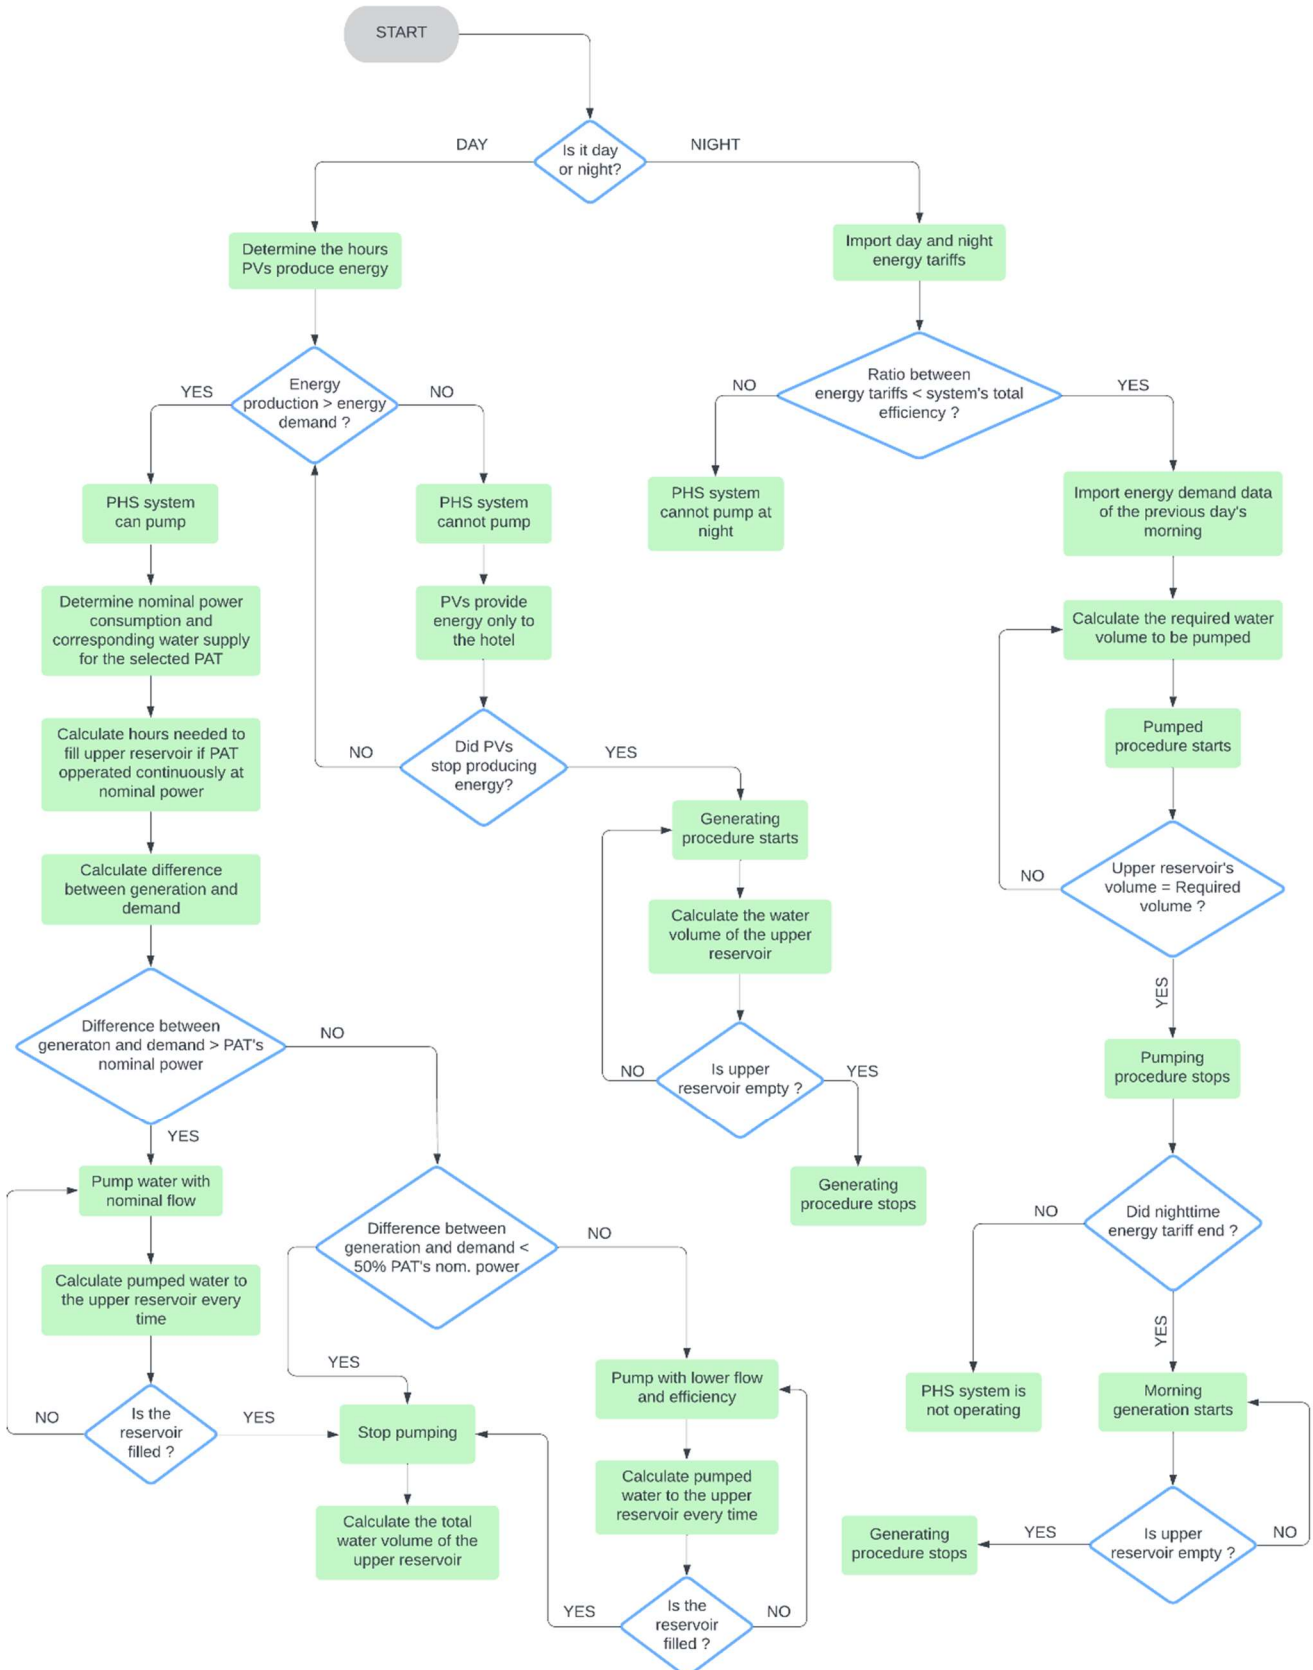 START
DAY
Is it day
or night?
NIGHT
Determine the hours
PVs produce energy
Import day and night
energy tariffs
YES
Energy
production > energy
demand ?
NO
NO
Ratio between
energy tariffs < system's total
efficiency ?
YES
PHS system
can pump
PHS system
cannot pump
PHS system
cannot pump at
night
Import energy demand data
of the previous day's
morning
Determine nominal power
consumption and
corresponding water supply
for the selected PAT
PVs provide
energy only to
the hotel
Calculate the required water
volume to be pumped
Calculate hours needed to
fill upper reservoir if PAT
opperated continuously at
nominal power
NO
Did PVs
stop producing
energy?
YES
Pumped
procedure starts
Generating
procedure starts
Calculate difference
between generation and
demand
NO
Upper reservoir's
volume = Required
volume ?
Calculate the water
volume of the upper
reservoir
YES
Difference between
generaton and demand > PAT's
nominal power
NO
NO
Is upper
reservoir empty ?
YES
Pumping
procedure stops
YES
Pump water with
nominal flow
Generating
procedure stops
NO
Did nighttime
energy tariff end ?
Difference between
generation and demand <
50% PAT's nom. power
NO
Calculate pumped water to
the upper reservoir every
time
YES
YES
Pump with lower flow
and efficiency
PHS system is
not operating
Morning
generation starts
NO
Is the
reservoir
filled ?
YES
Stop pumping
Calculate pumped
water to the upper
reservoir every time
Calculate the total
water volume of the
upper reservoir
Generating
procedure stops
YES
Is upper
reservoir empty ?
NO
YES
Is the
reservoir
filled ?
NO